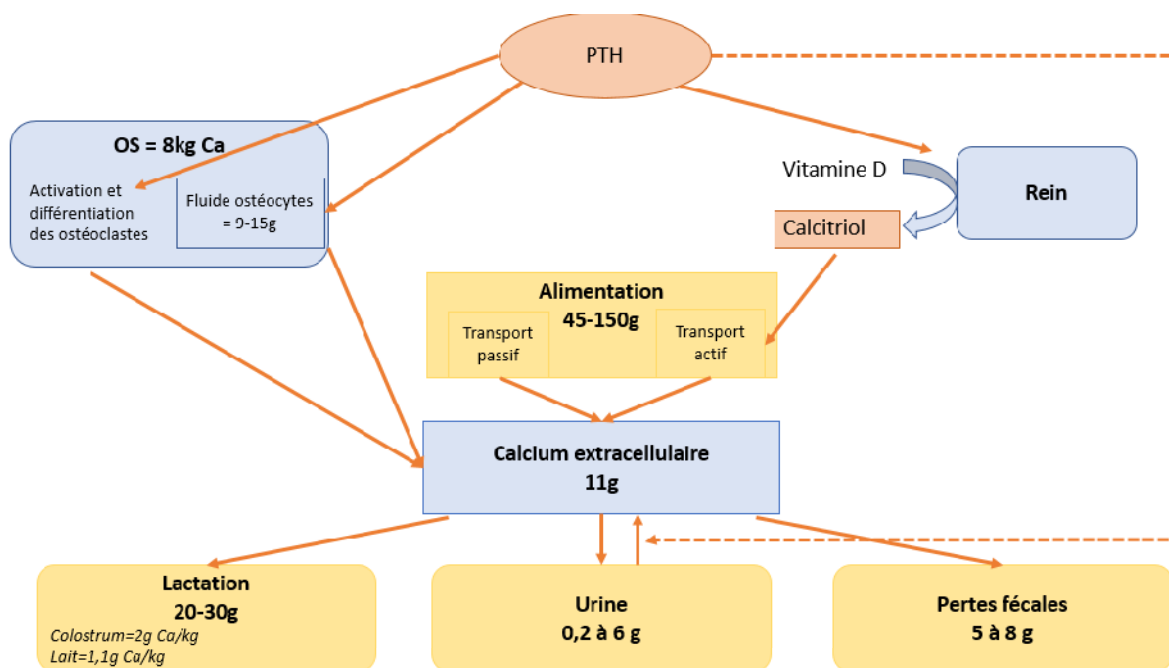 PTH
OS = 8kg Ca
Activation et
différentiation
des ostéoclastes
Fluide ostéocytes
= 9-15g
Vitamine D
Calcitriol
Rein
Alimentation
45-150g
Transport
passif
Transport
actif
Calcium extracellulaire
11g
Lactation
20-30g
Colostrum=2g Ca/kg
Lait=1,1g Ca/kg
Urine
0,2 à 6 g
Pertes fécales
5 à 8 g